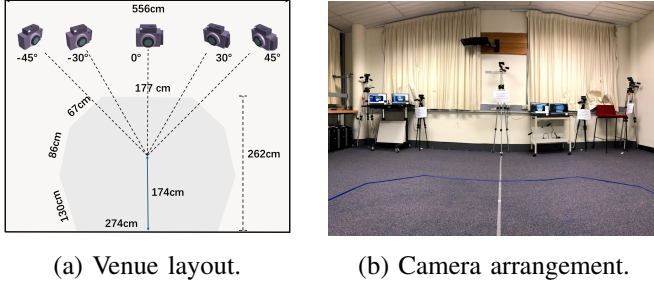 556cm
-45° -30° 0° 30° 45°
177 cm
67cm
86cm
262cm
174cm
130cm
274cm
(a) Venue layout.
(b) Camera arrangement.